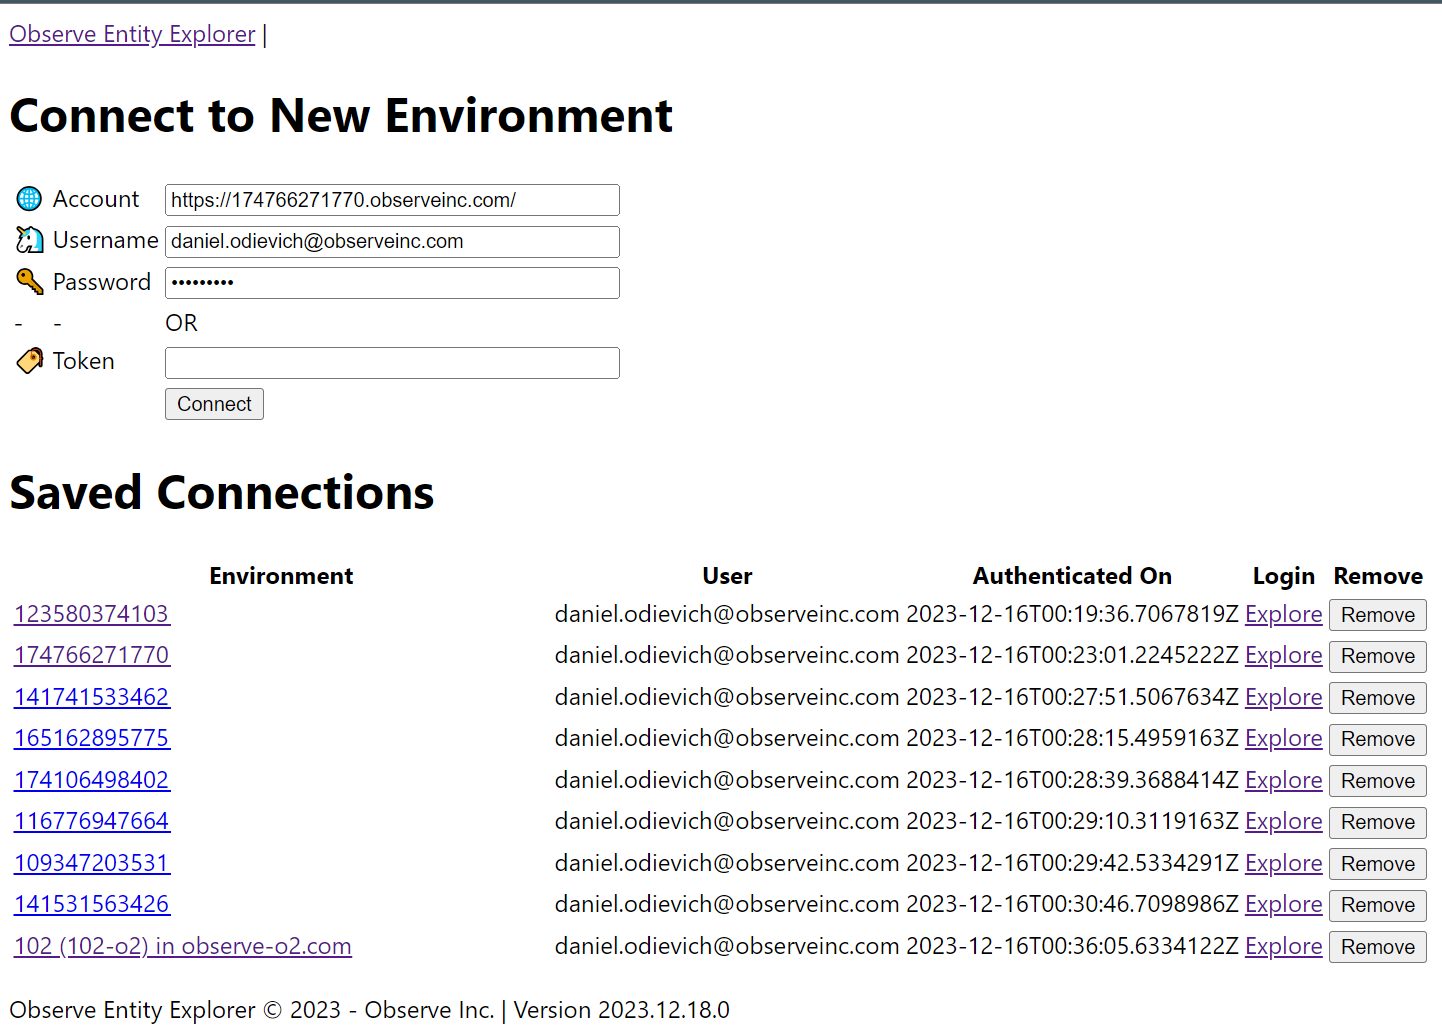 Observe Entity Explorer |
Connect to New Environment
Account https://174766271770.observeinc.com/
Username daniel.odievich@observeinc.com
Password •••••••••
- - OR
Token
Connect
Saved Connections
Environment User Authenticated On Login Remove
123580374103 daniel.odievich@observeinc.com 2023-12-16T00:19:36.7067819Z Explore Remove
174766271770 daniel.odievich@observeinc.com 2023-12-16T00:23:01.2245222Z Explore Remove
141741533462 daniel.odievich@observeinc.com 2023-12-16T00:27:51.5067634Z Explore Remove
165162895775 daniel.odievich@observeinc.com 2023-12-16T00:28:15.4959163Z Explore Remove
174106498402 daniel.odievich@observeinc.com 2023-12-16T00:28:39.3688414Z Explore Remove
116776947664 daniel.odievich@observeinc.com 2023-12-16T00:29:10.3119163Z Explore Remove
109347203531 daniel.odievich@observeinc.com 2023-12-16T00:29:42.5334291Z Explore Remove
141531563426 daniel.odievich@observeinc.com 2023-12-16T00:30:46.7098986Z Explore Remove
102 (102-o2) in observe-o2.com daniel.odievich@observeinc.com 2023-12-16T00:36:05.6334122Z Explore Remove
Observe Entity Explorer © 2023 - Observe Inc. | Version 2023.12.18.0